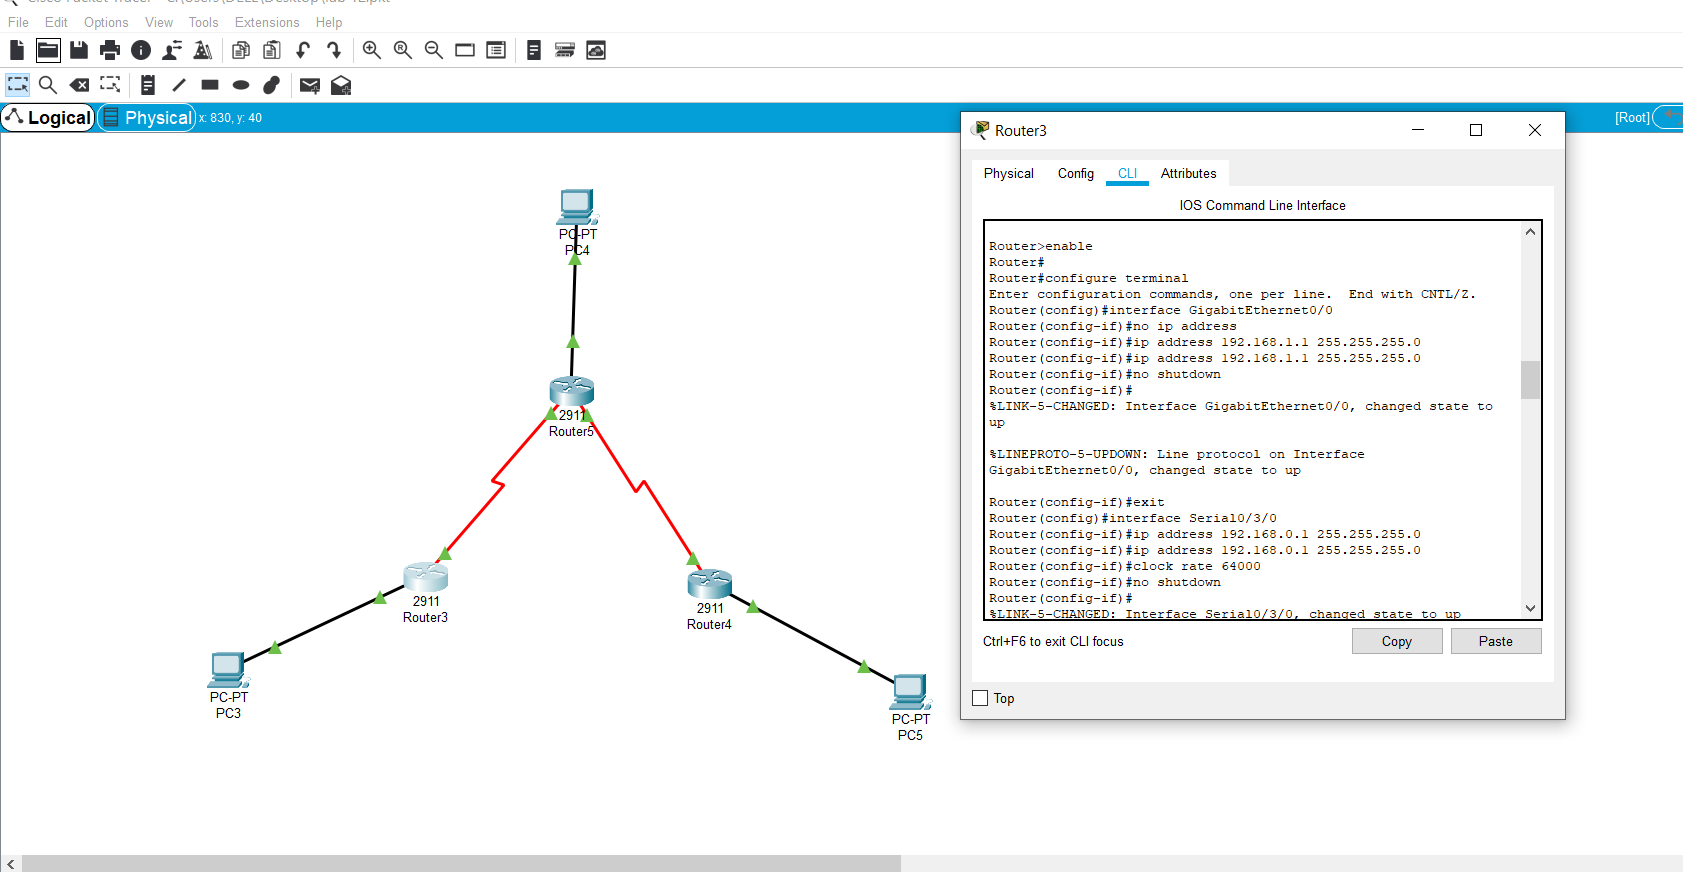 File Edit Options View Tools Extensions Help
Logical Physical x: 830, y: 40 [Root]
PC-PT
PC4
2911
Router5
2911
Router3
2911
Router4
PC-PT
PC3
PC-PT
PC5
Router3
Physical Config CLI Attributes
IOS Command Line Interface
Router>enable
Router#
Router#configure terminal
Enter configuration commands, one per line.  End with CNTL/Z.
Router(config)#interface GigabitEthernet0/0
Router(config-if)#no ip address
Router(config-if)#ip address 192.168.1.1 255.255.255.0
Router(config-if)#ip address 192.168.1.1 255.255.255.0
Router(config-if)#no shutdown
Router(config-if)#
%LINK-5-CHANGED: Interface GigabitEthernet0/0, changed state to
up
%LINEPROTO-5-UPDOWN: Line protocol on Interface
GigabitEthernet0/0, changed state to up
Router(config-if)#exit
Router(config)#interface Serial0/3/0
Router(config-if)#ip address 192.168.0.1 255.255.255.0
Router(config-if)#ip address 192.168.0.1 255.255.255.0
Router(config-if)#clock rate 64000
Router(config-if)#no shutdown
Router(config-if)#
%LINK-5-CHANGED: Interface Serial0/3/0, changed state to up
Ctrl+F6 to exit CLI focus
Copy Paste
Top